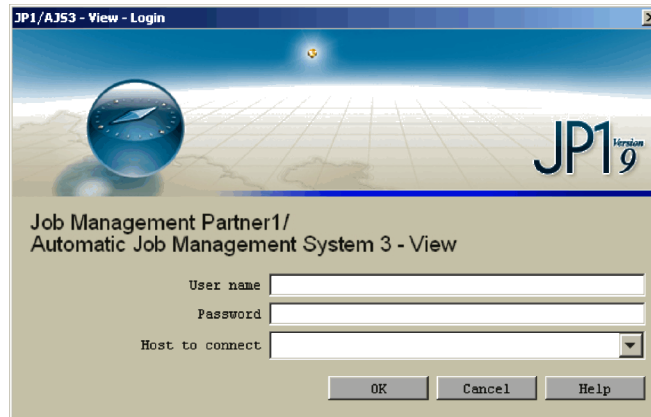 JP1/AJS3 - View - Login
JP1 Version 9
Job Management Partner1/
Automatic Job Management System 3 - View
User name
Password
Host to connect
OK Cancel Help